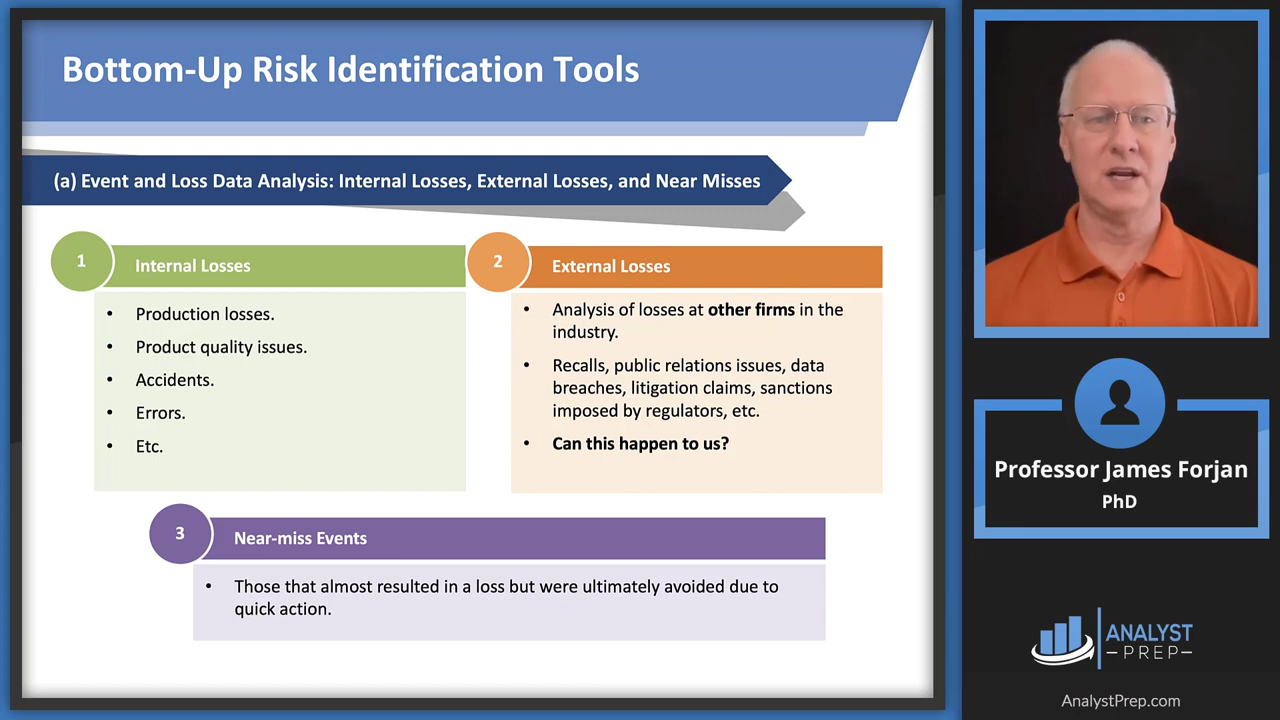 Bottom-Up Risk Identification Tools
(a) Event and Loss Data Analysis: Internal Losses, External Losses, and Near Misses
1
Internal Losses
• Production losses.
• Product quality issues.
• Accidents.
• Errors.
• Etc.
2
External Losses
• Analysis of losses at other firms in the
industry.
• Recalls, public relations issues, data
breaches, litigation claims, sanctions
imposed by regulators, etc.
• Can this happen to us?
3
Near-miss Events
• Those that almost resulted in a loss but were ultimately avoided due to
quick action.
Professor James Forjan
PhD
ANALYST
–PREP–
AnalystPrep.com